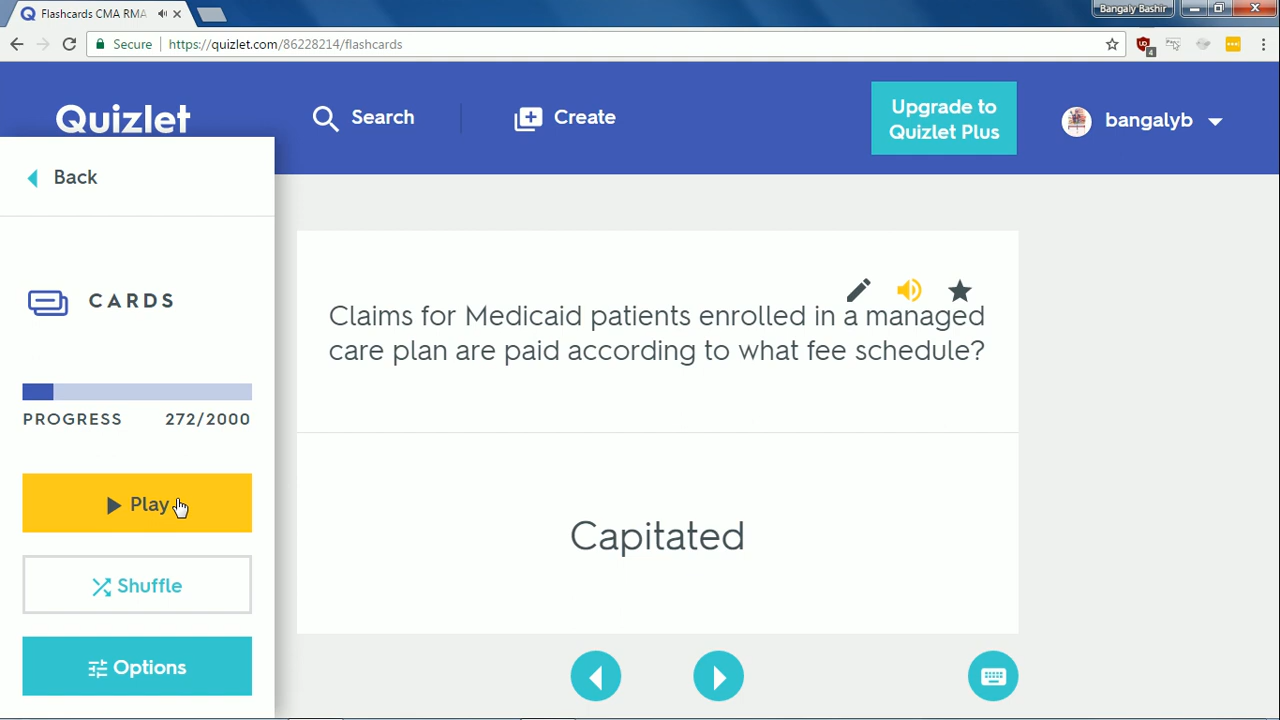 Flashcards CMA RMA
Bangaly Bashir
Secure
https://quizlet.com/86228214/flashcards
4
Quizlet
Search
Create
Upgrade to
Quizlet Plus
bangalyb
Back
CARDS
PROGRESS 272/2000
Play
Shuffle
Options
Claims for Medicaid patients enrolled in a managed
care plan are paid according to what fee schedule?
Capitated